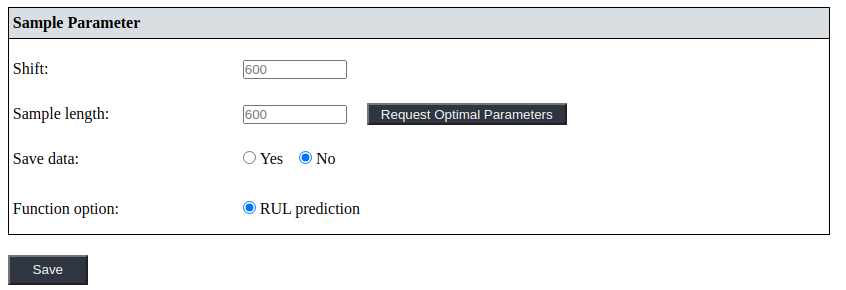 Sample Parameter
Shift: 600
Sample length: 600 Request Optimal Parameters
Save data: Yes No
Function option: RUL prediction
Save